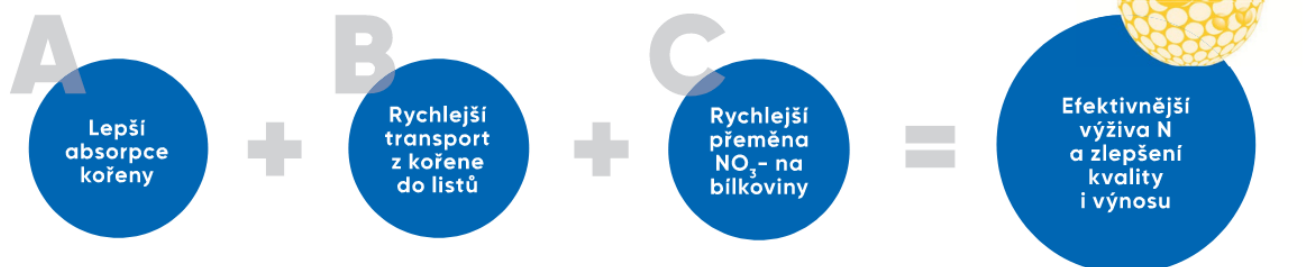 A
Lepší
absorpce
kořeny
+
B
Rychlejší
transport
z kořene
do listů
+
C
Rychlejší
přeměna
NO₃- na
bílkoviny
=
Efektivnější
výživa N
a zlepšení
kvality
i výnosu